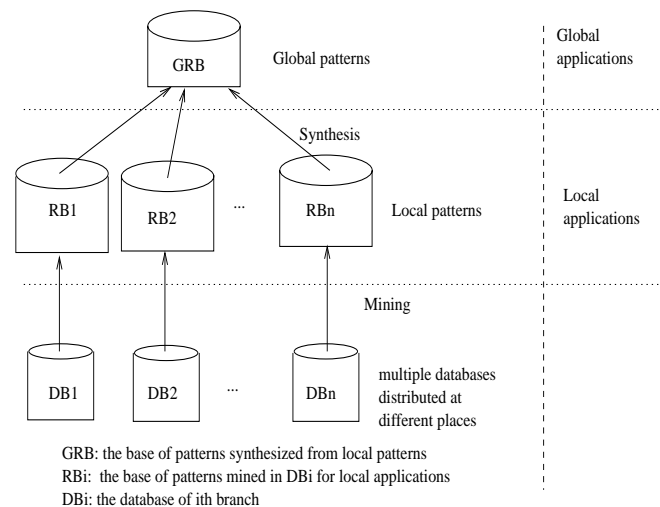 GRB
Global patterns
Global
applications
Synthesis
RB1
RB2
...
RBn
Local patterns
Local
applications
Mining
DB1
DB2
...
DBn
multiple databases
distributed at
different places
GRB: the base of patterns synthesized from local patterns
RBi: the base of patterns mined in DBi for local applications
DBi: the database of ith branch